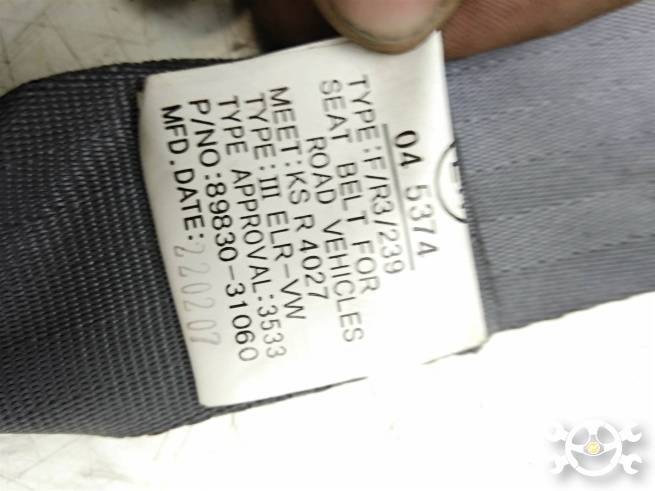 04 5374
TYPE:F/R3/239
SEAT BELT FOR
ROAD VEHICLES
MEET:KS R 4027
TYPE:III ELR-VW
TYPE APPROVAL:3533
P/NO:89830-31060
MFD.DATE:220207